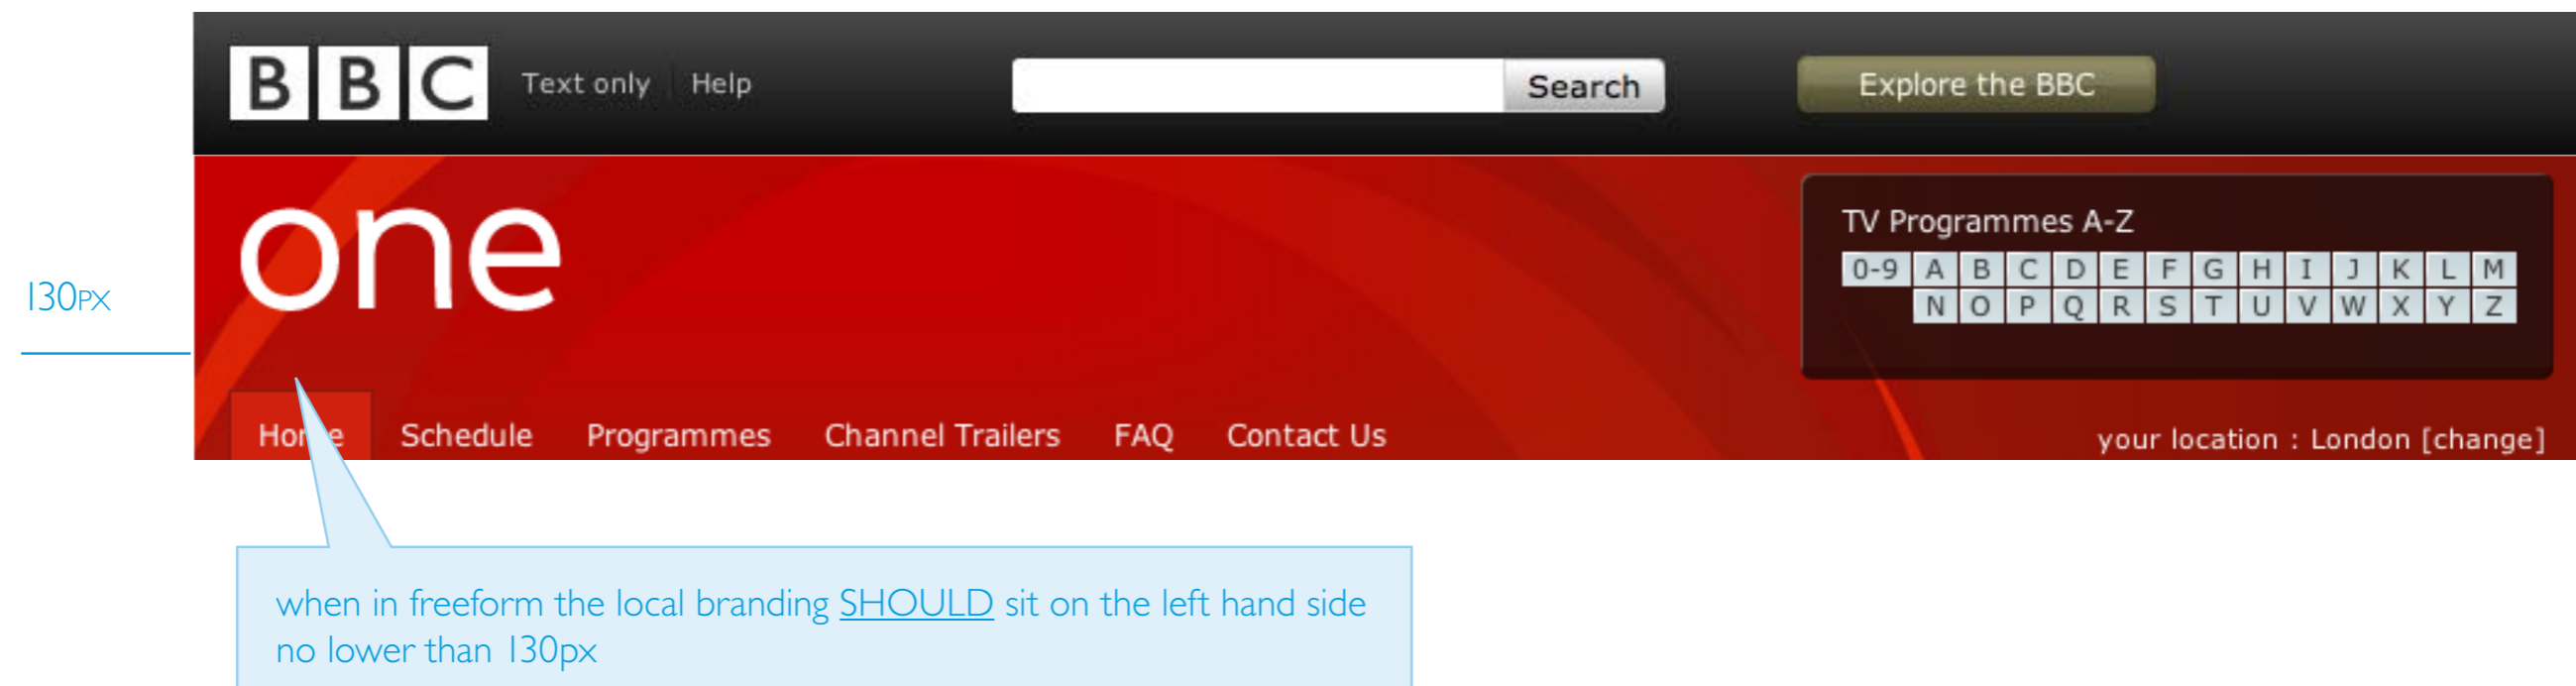 BBC Text only Help Search Explore the BBC
one
TV Programmes A-Z
0-9 A B C D E F G H I J K L M
N O P Q R S T U V W X Y Z
130PX
Home Schedule Programmes Channel Trailers FAQ Contact Us
your location : London [change]
when in freeform the local branding SHOULD sit on the left hand side
no lower than 130px